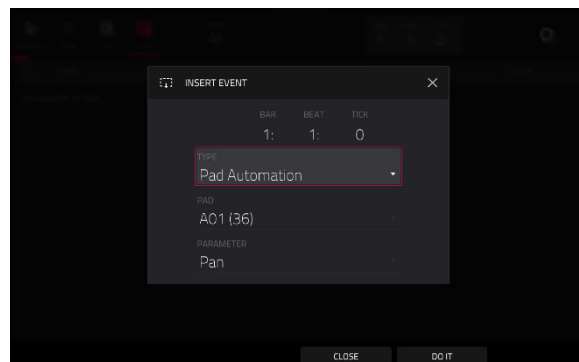 INSERT EVENT
BAR BEAT TICK
1: 1: 0
TYPE
Pad Automation
PAD
A01 (36)
PARAMETER
Pan
CLOSE DO IT